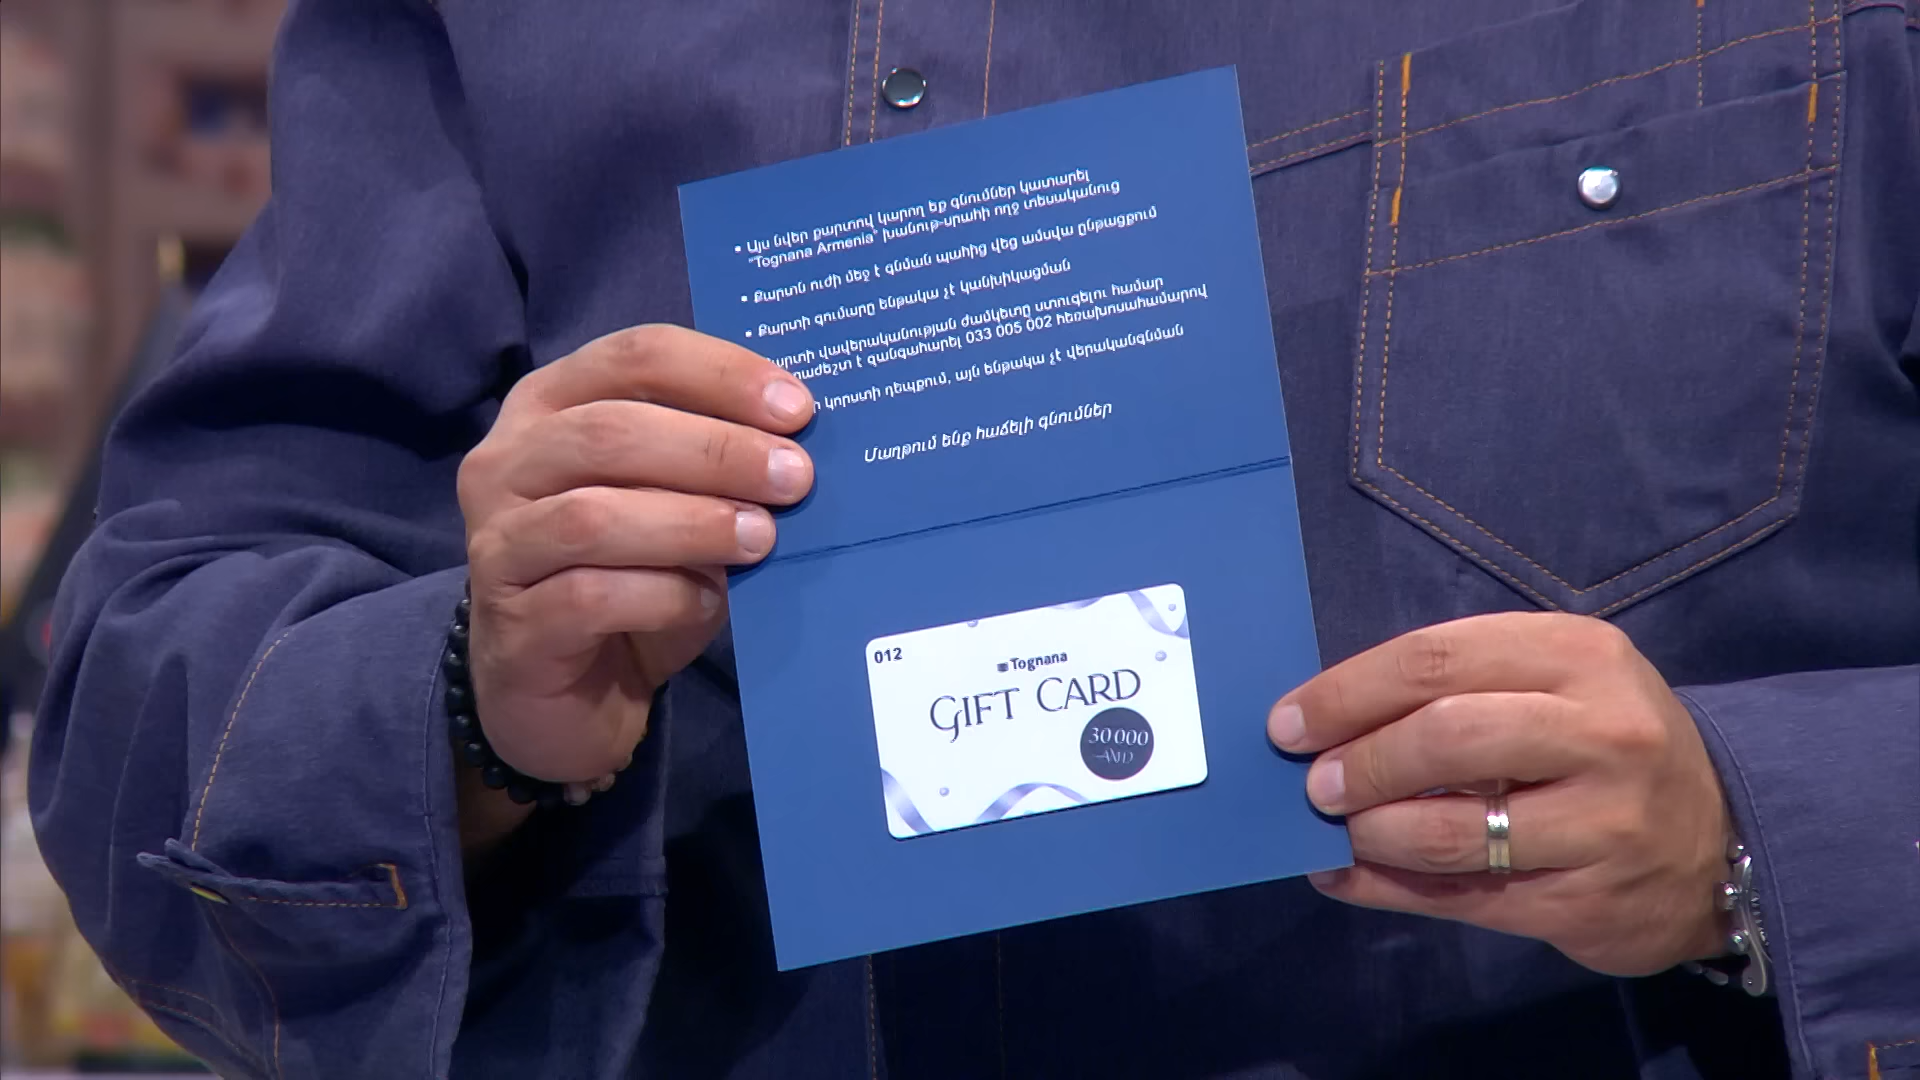 • Այս նվեր քարտով կարող եք գնումներ կատարել
“Tognana Armenia” խանութ-սրահի ողջ տեսականուց
• Քարտն ուժի մեջ է գնման պահից վեց ամսվա ընթացքում
• Քարտի գումարը ենթակա չէ կանխիկացման
վավերականության ժամկետը ստուգելու համար
է զանգահարել 033 005 002 հեռախոսահամարով
կորստի դեպքում, այն ենթակա չէ վերականգնման
Մաղթում ենք հաճելի գնումներ
012
Tognana
GIFT CARD
30 000
AMD